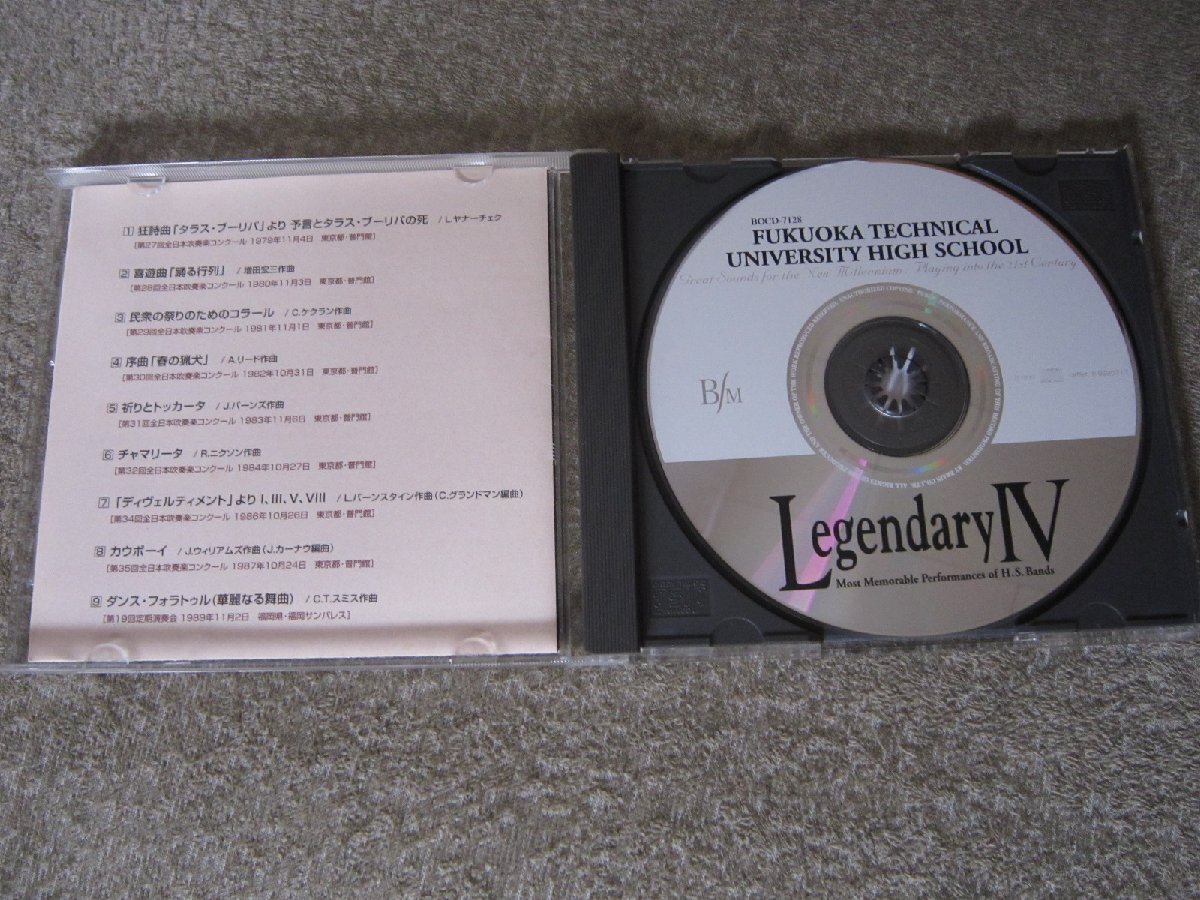 1 狂詩曲「タラス・ブーリバ」より 予言とタラス・ブーリバの死 / L.ヤナーチェク
[第27回全日本吹奏楽コンクール 1979年11月4日 東京都・普門館]
2 喜遊曲「踊る行列」 / 増田宏三作曲
[第28回全日本吹奏楽コンクール 1980年11月3日 東京都・普門館]
3 民衆の祭りのためのコラール / C.ケクラン作曲
[第29回全日本吹奏楽コンクール 1981年11月1日 東京都・普門館]
4 序曲「春の猟犬」 / A.リード作曲
[第30回全日本吹奏楽コンクール 1982年10月31日 東京都・普門館]
5 祈りとトッカータ / J.バーンズ作曲
[第31回全日本吹奏楽コンクール 1983年11月6日 東京都・普門館]
6 チャマリータ / R.ニクソン作曲
[第32回全日本吹奏楽コンクール 1984年10月27日 東京都・普門館]
7 「ディヴェルティメント」より I、III、V、VIII / L.バーンスタイン作曲(C.グランドマン編曲)
[第34回全日本吹奏楽コンクール 1986年10月26日 東京都・普門館]
8 カウボーイ / J.ウィリアムズ作曲(J.カーナウ編曲)
[第35回全日本吹奏楽コンクール 1987年10月24日 東京都・普門館]
9 ダンス・フォラトゥル(華麗なる舞曲) / C.T.スミス作曲
[第19回定期演奏会 1989年11月2日 福岡県・福岡サンパレス]
BOCD-7128
FUKUOKA TECHNICAL
UNIVERSITY HIGH SCHOOL
Great Sounds for the New Millennium : Playing into the 21st Century
BfM
Legendary IV
Most Memorable Performances of H.S. Bands